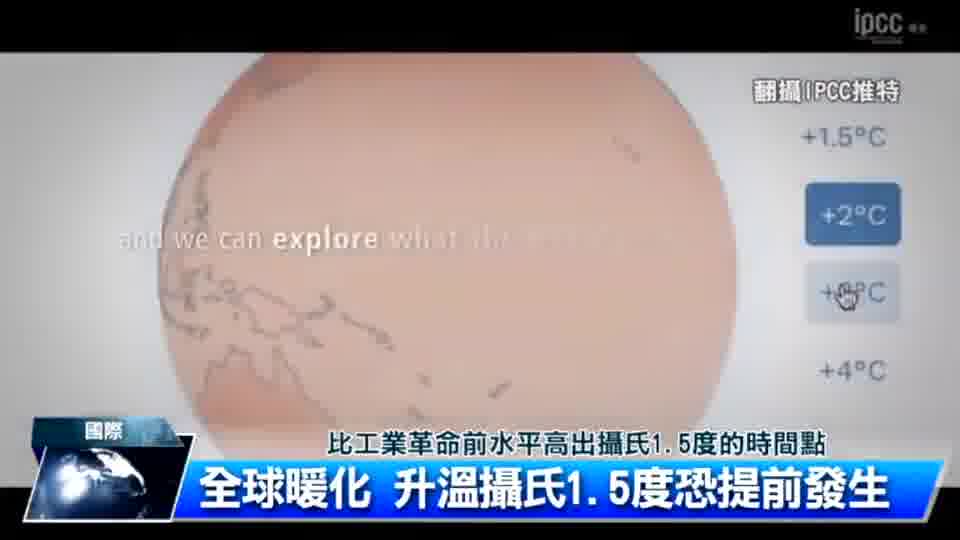 ipcc
翻攝IPCC推特
+1.5°C
+2°C
and we can explore what the
+4°C
國際
比工業革命前水平高出攝氏1.5度的時間點
全球暖化 升溫攝氏1.5度恐提前發生